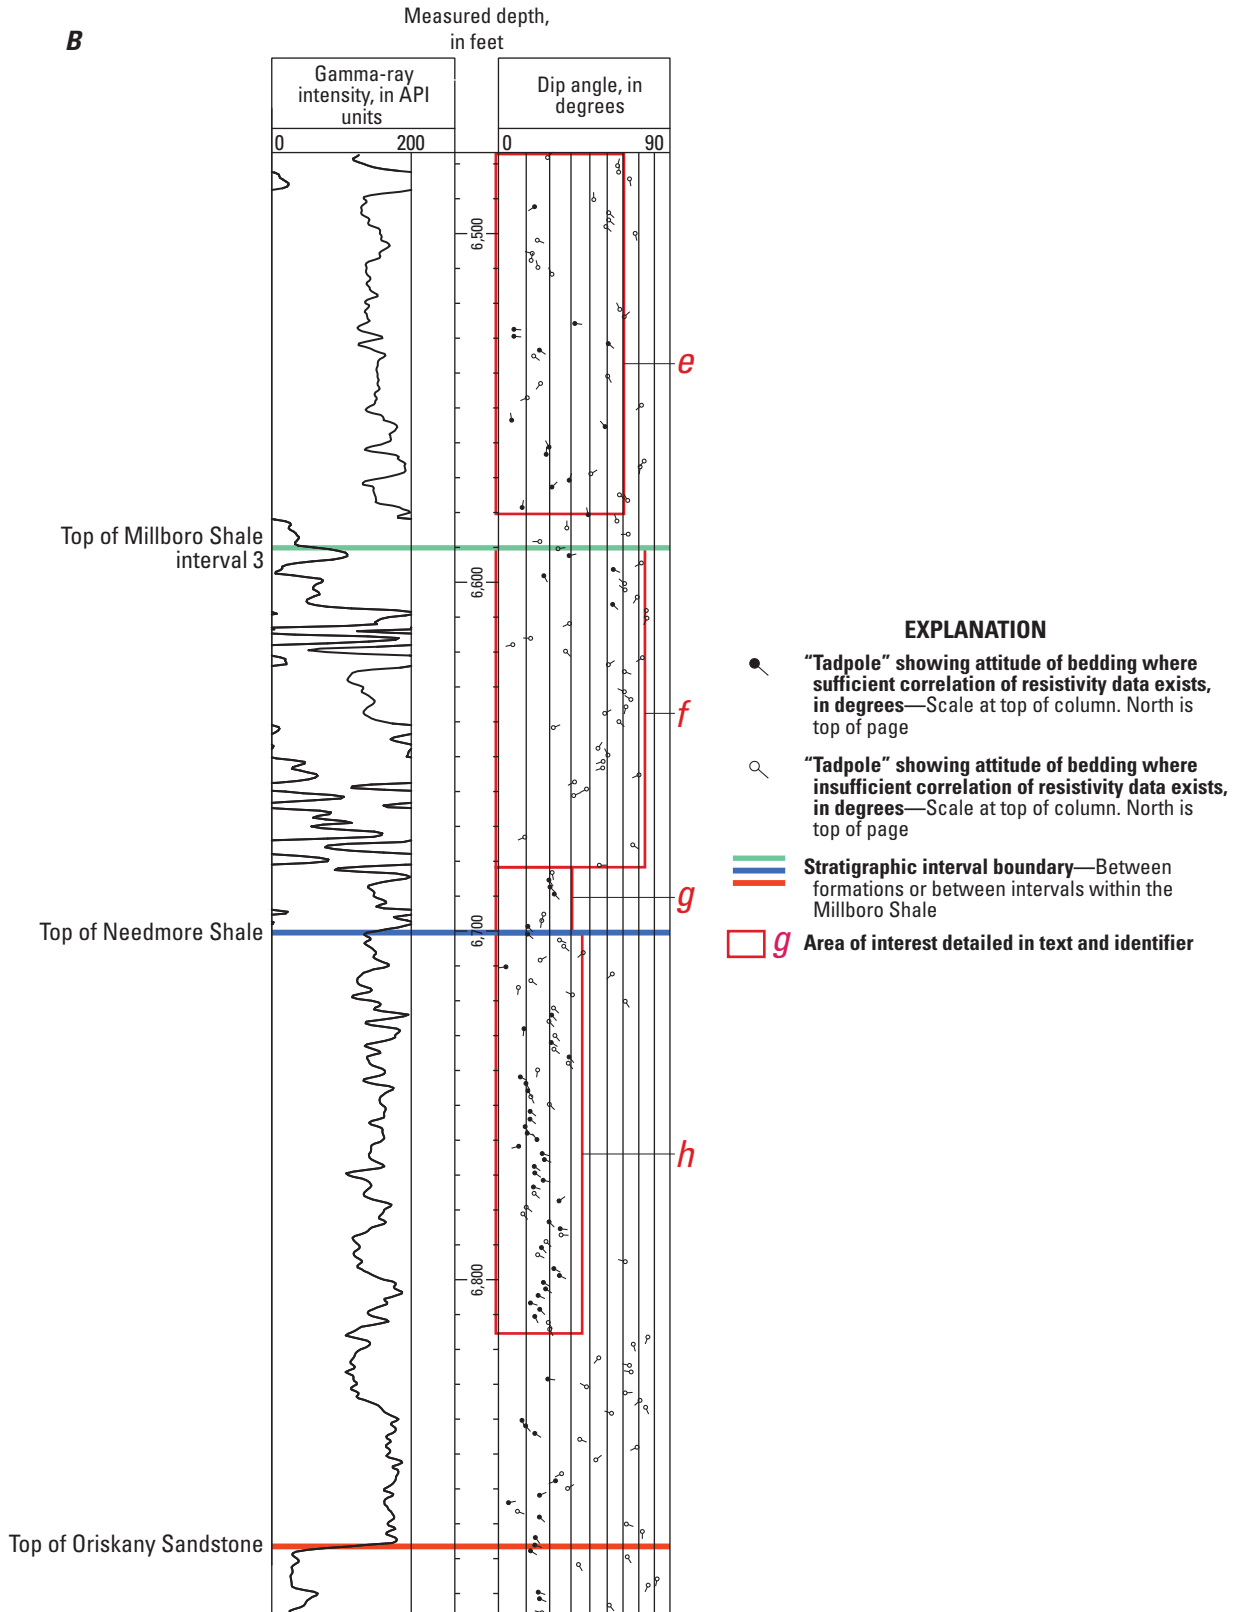 B
Measured depth,
in feet
Gamma-ray
intensity, in API
units
Dip angle, in
degrees
0 200
0 90
6,500
e
Top of Millboro Shale
interval 3
6,600
f
g
Top of Needmore Shale
6,700
h
6,800
Top of Oriskany Sandstone
EXPLANATION
“Tadpole” showing attitude of bedding where
sufficient correlation of resistivity data exists,
in degrees—Scale at top of column. North is
top of page
“Tadpole” showing attitude of bedding where
insufficient correlation of resistivity data exists,
in degrees—Scale at top of column. North is
top of page
Stratigraphic interval boundary—Between
formations or between intervals within the
Millboro Shale
g Area of interest detailed in text and identifier